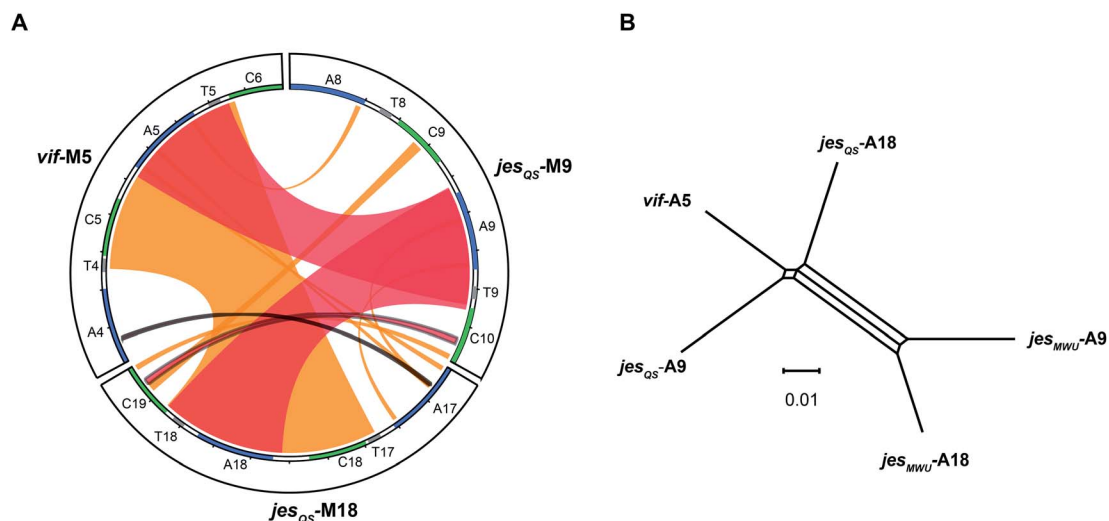 A
B
C6
A8
T5
T8
A5
C9
vif-M5
jesQS-M9
C5
A9
T4
T9
A4
C10
C19
A17
T18
T17
A18
C18
jesQS-M18
jesQS-A18
vif-A5
jesMWU-A9
jesQS-A9
0.01
jesMWU-A18